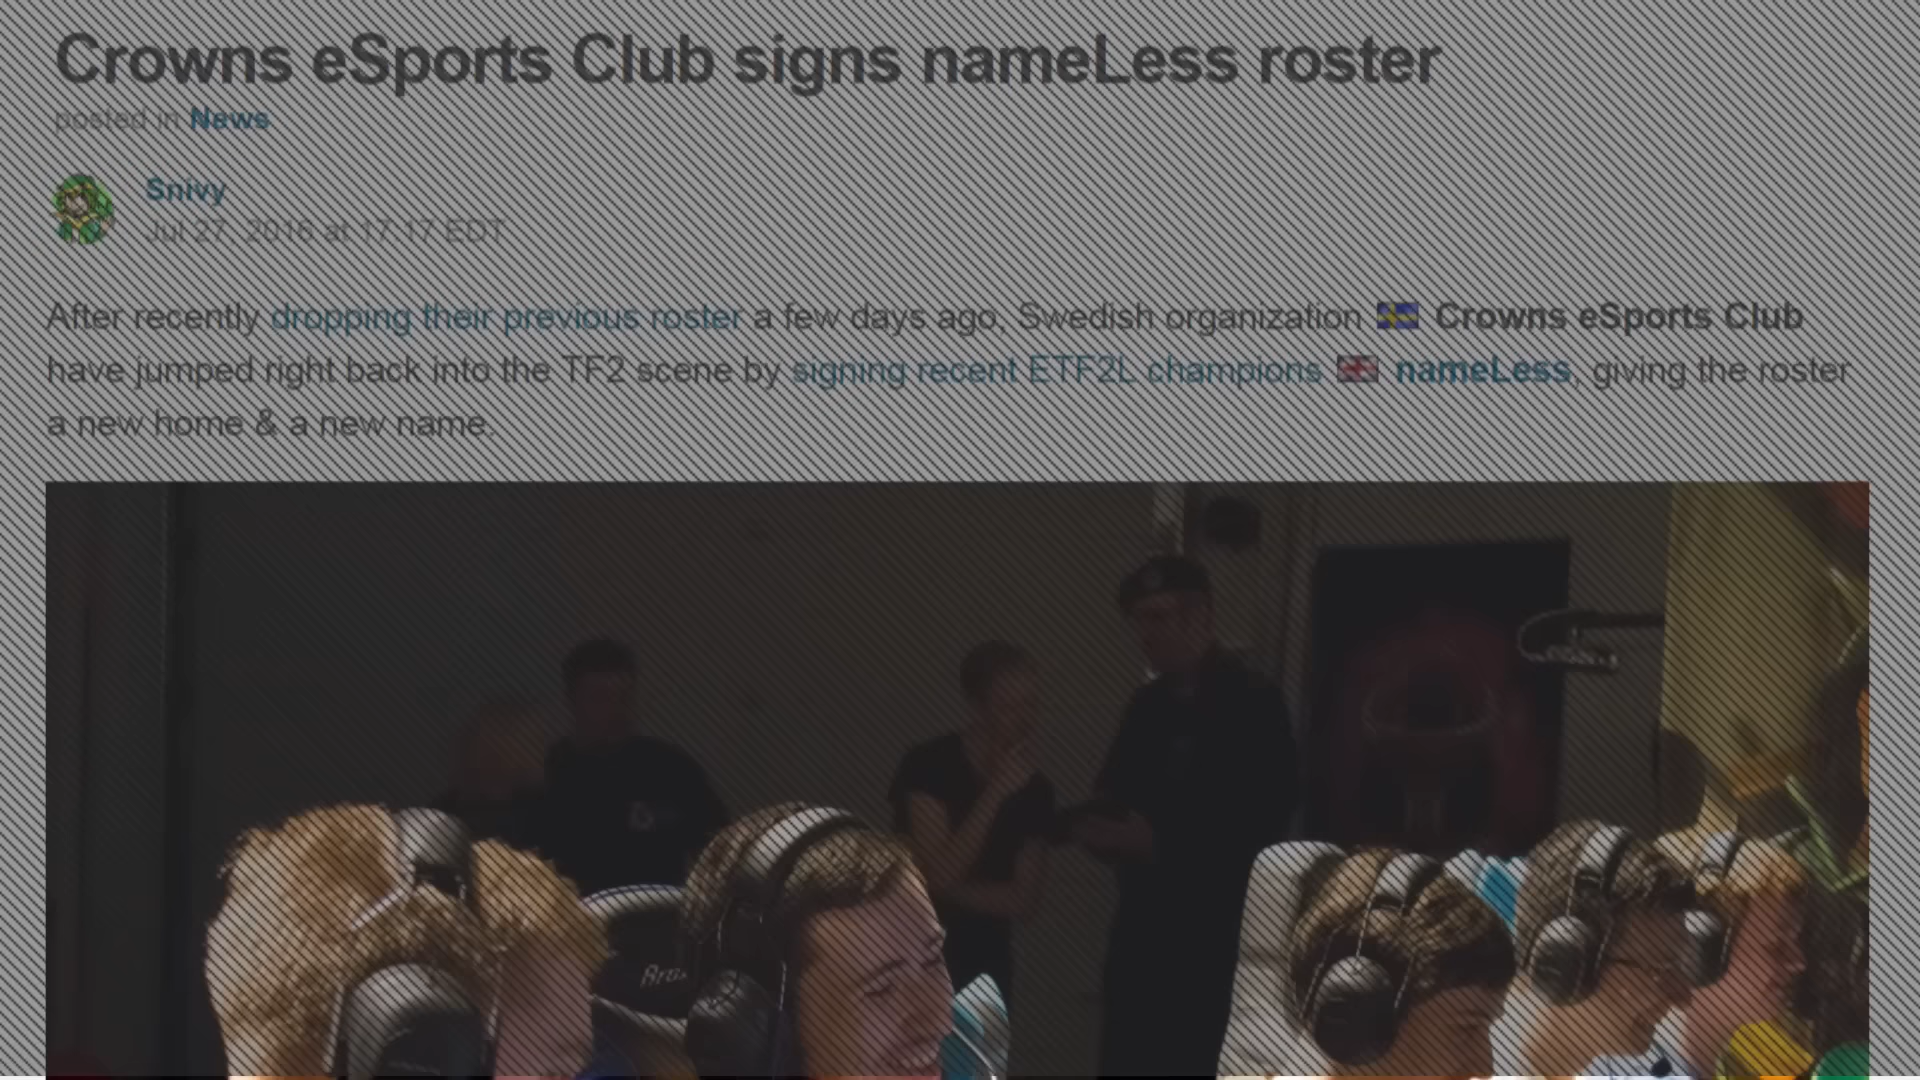 Crowns eSports Club signs nameLess roster
posted in News
Snivy
Jul 27, 2016 at 17:17 EDT
After recently dropping their previous roster a few days ago, Swedish organization Crowns eSports Club
have jumped right back into the TF2 scene by signing recent ETF2L champions nameLess, giving the roster
a new home & a new name.